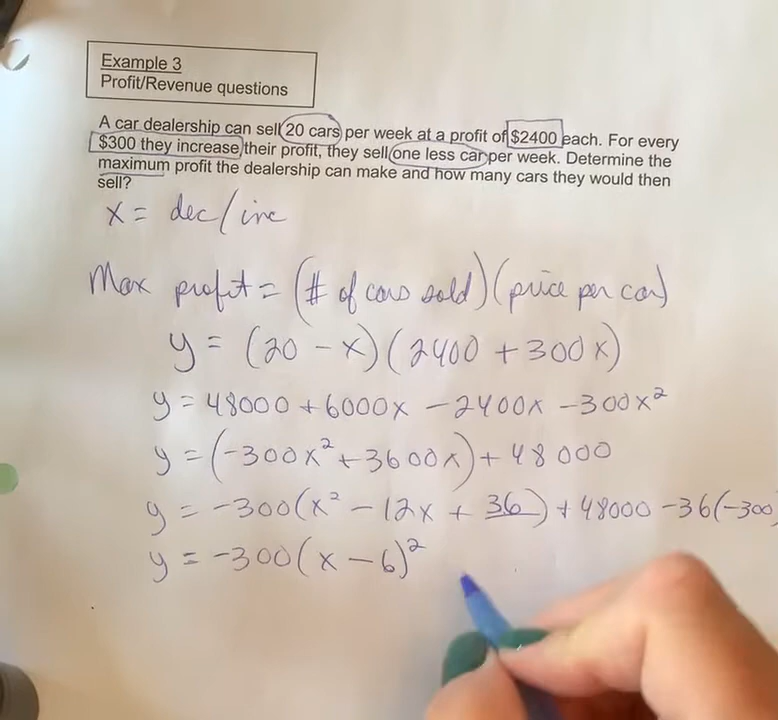 Example 3
Profit/Revenue questions
A car dealership can sell 20 cars per week at a profit of $2400 each. For every
$300 they increase their profit, they sell one less car per week. Determine the
maximum profit the dealership can make and how many cars they would then
sell?
x = dec/inc
Max profit = (# of cars sold)(price per car)
y = (20 - x)(2400 + 300x)
y = 48000 + 6000x - 2400x - 300x²
y = (-300x² + 3600x) + 48000
y = -300(x² - 12x + 36) + 48000 - 36(-300
y = -300(x - 6)²